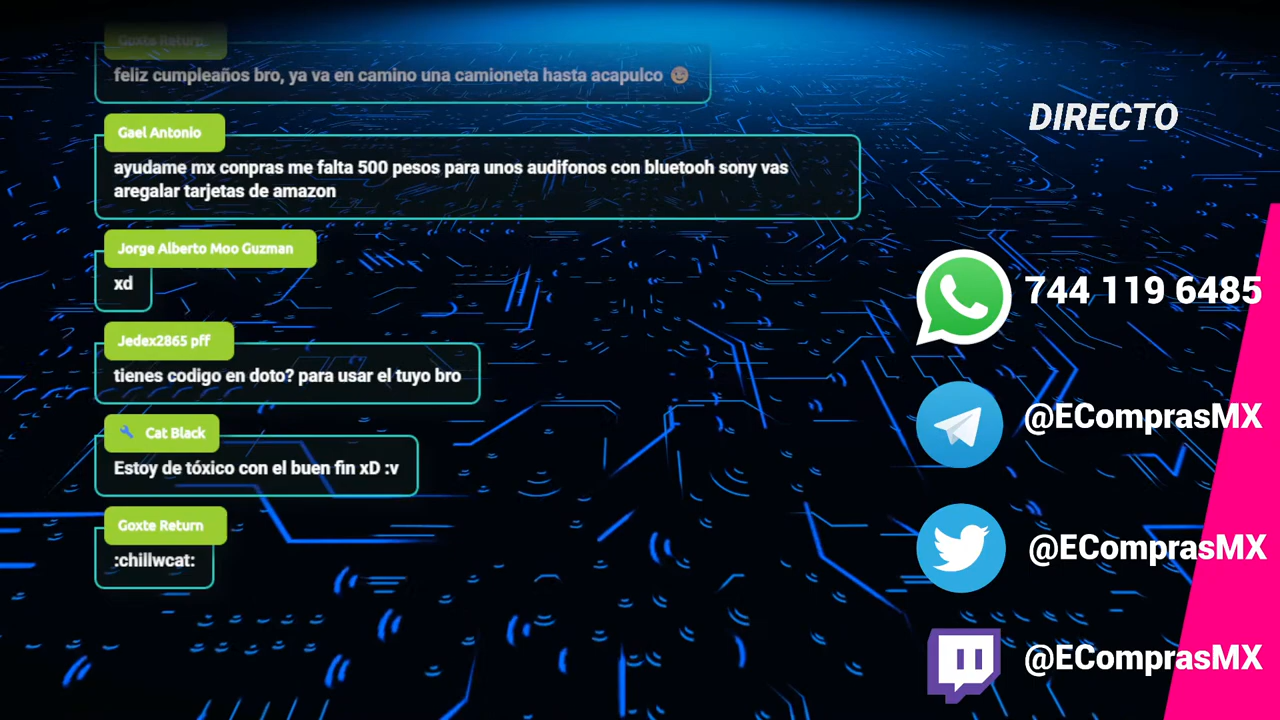 Goxte Return
feliz cumpleaños bro, ya va en camino una camioneta hasta acapulco 😉
Gael Antonio
ayudame mx conpras me falta 500 pesos para unos audifonos con bluetooh sony vas
aregalar tarjetas de amazon
Jorge Alberto Moo Guzman
xd
Jedex2865 pff
tienes codigo en doto? para usar el tuyo bro
Cat Black
Estoy de tóxico con el buen fin xD :v
Goxte Return
:chillwcat:
DIRECTO
744 119 6485
@EComprasMX
@EComprasMX
@EComprasMX